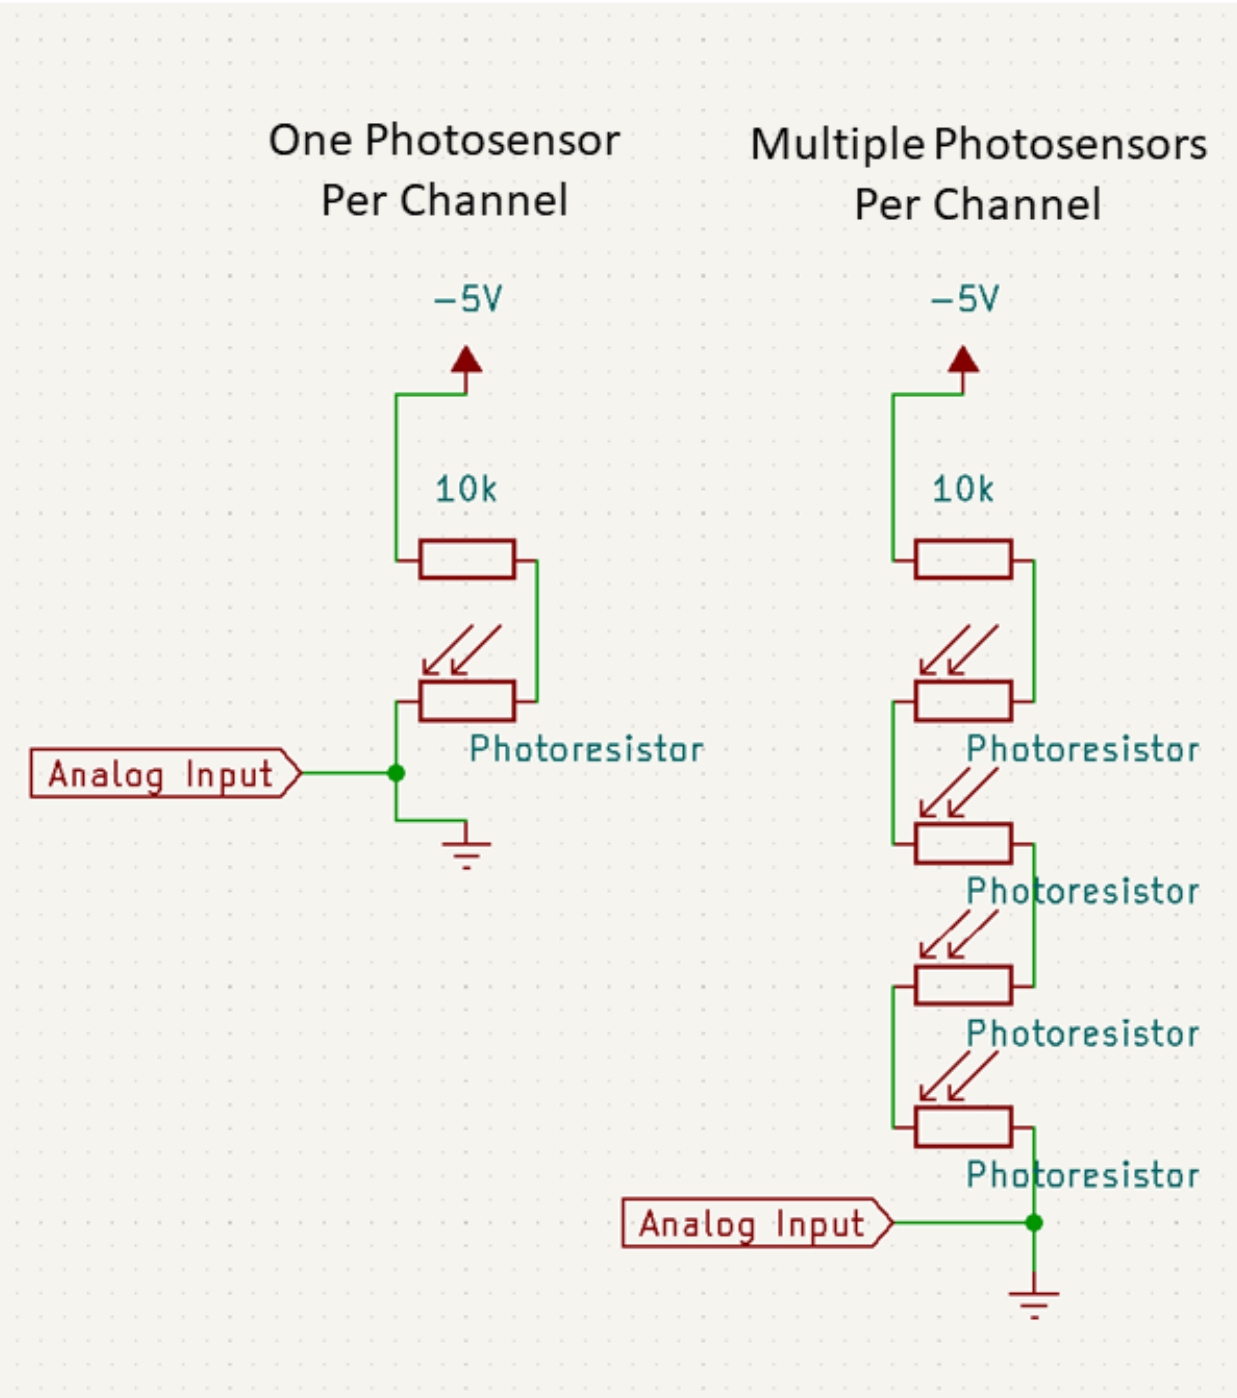 One Photosensor
Per Channel
-5V
10k
Photoresistor
Analog Input
Multiple Photosensors
Per Channel
-5V
10k
Photoresistor
Photoresistor
Photoresistor
Photoresistor
Analog Input